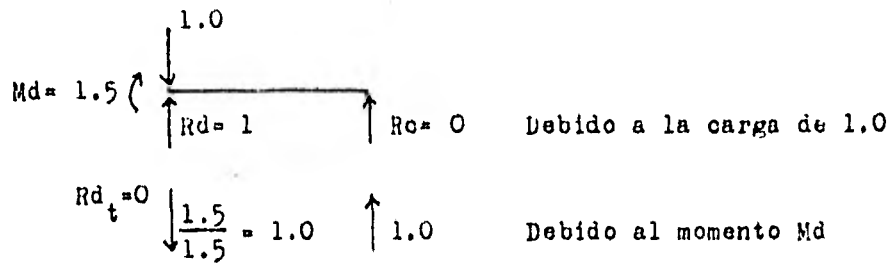 1.0
Md= 1.5
Rd= 1 Rc= 0 Debido a la carga de 1.0
Rd_t=0
1.5/1.5 = 1.0 1.0 Debido al momento Md